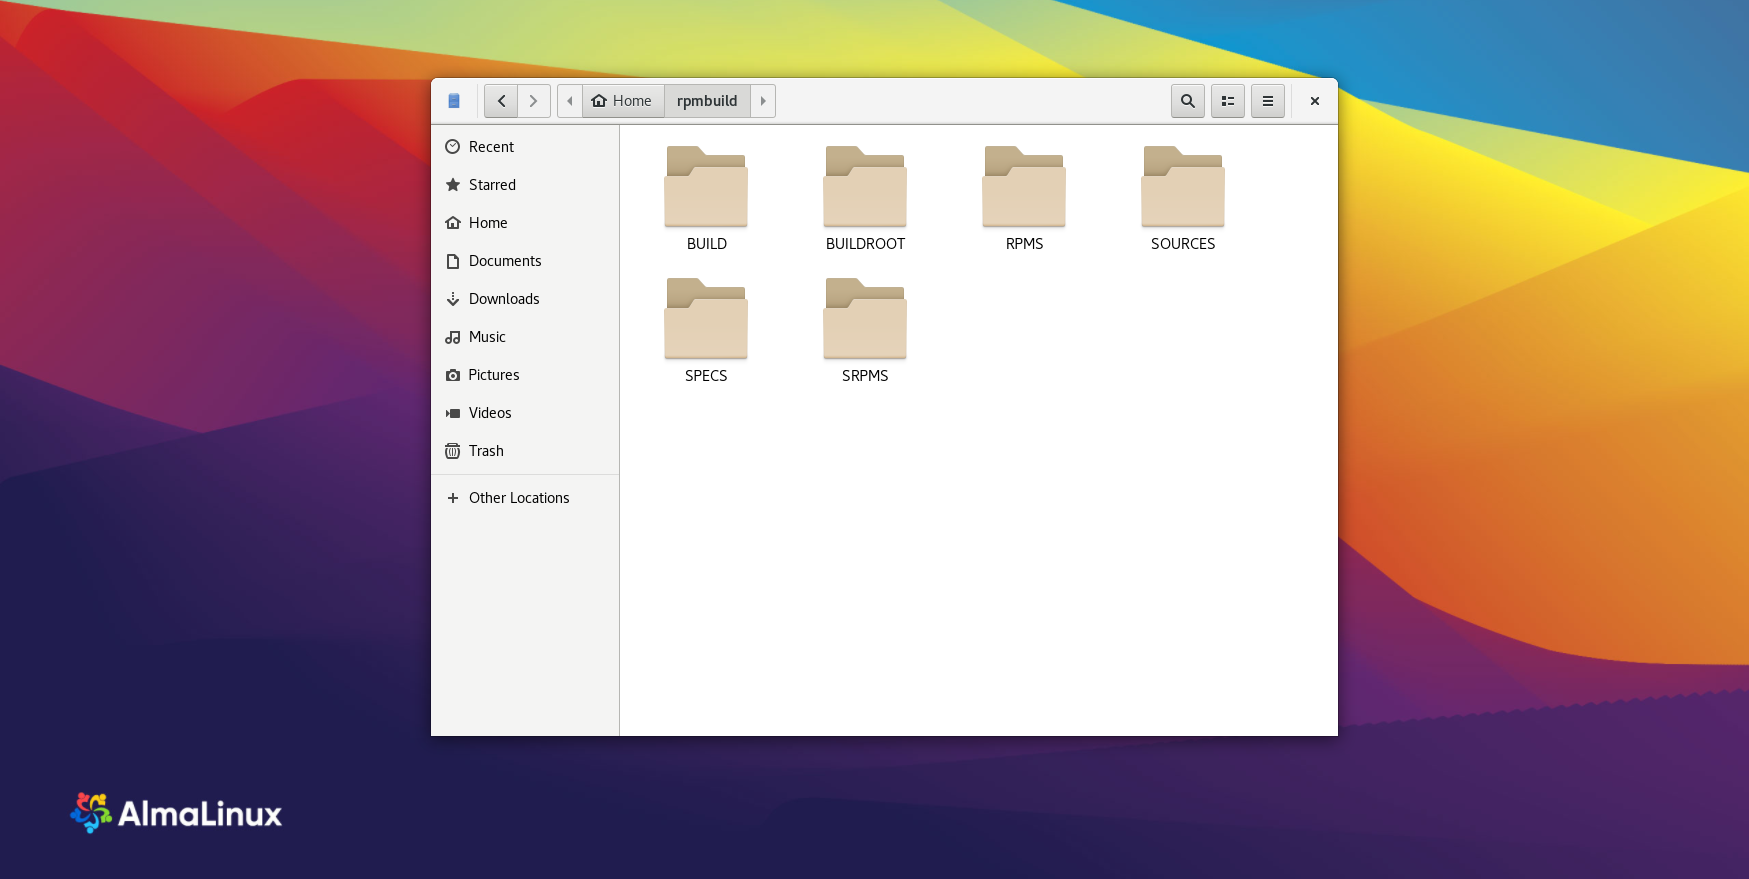 Home
rpmbuild
Recent
Starred
Home
Documents
Downloads
Music
Pictures
Videos
Trash
Other Locations
BUILD
BUILDROOT
RPMS
SOURCES
SPECS
SRPMS
AlmaLinux